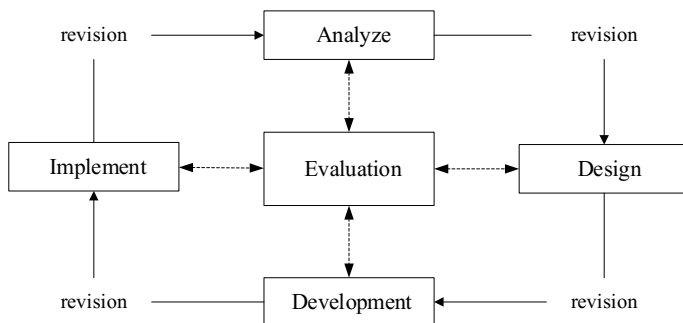 revision
Analyze
revision
Implement
Evaluation
Design
revision
Development
revision